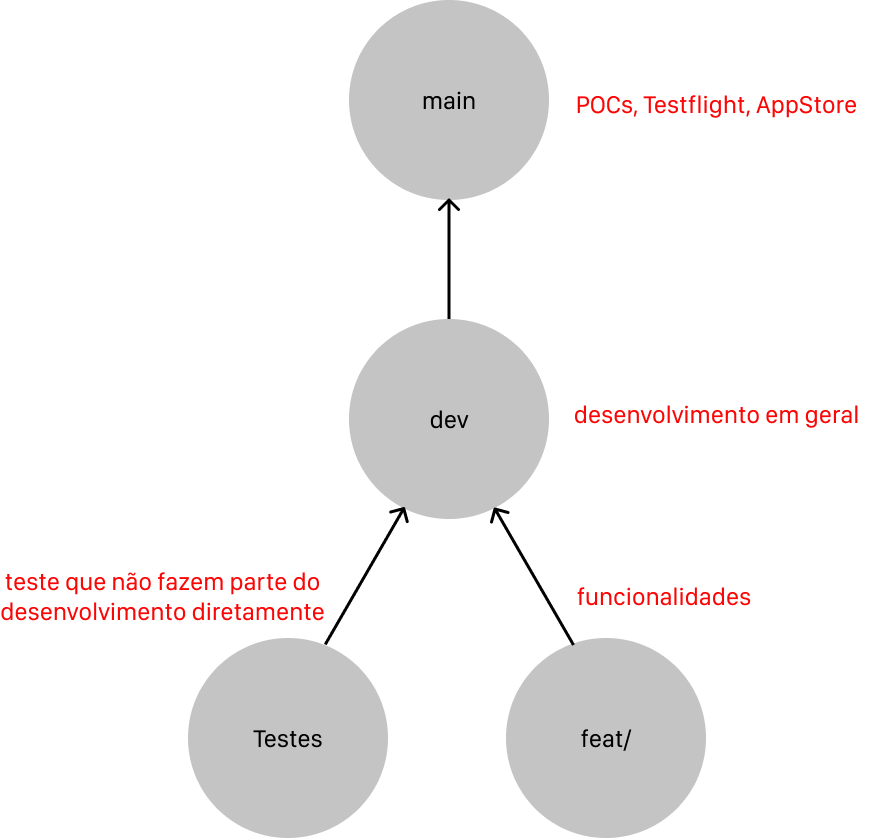 main
POCs, Testflight, AppStore
dev
desenvolvimento em geral
teste que não fazem parte do
desenvolvimento diretamente
funcionalidades
Testes
feat/